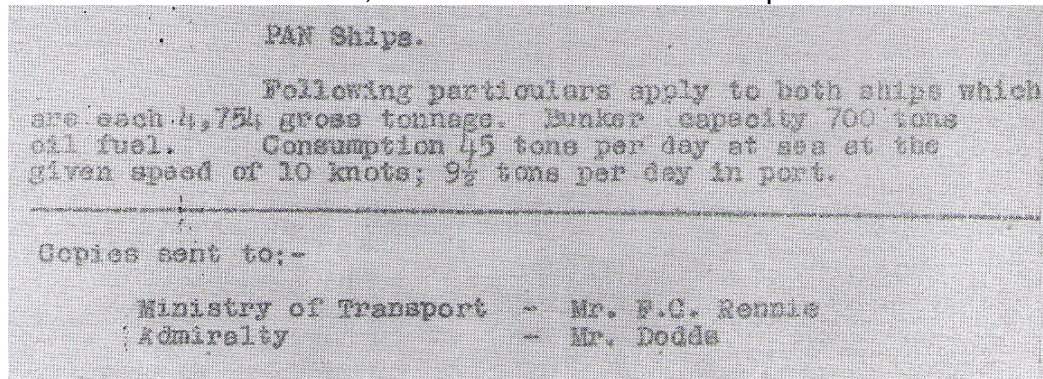 PAN Ships.
Following particulars apply to both ships which
are each 4,754 gross tonnage. Bunker capacity 700 tons
oil fuel. Consumption 45 tons per day at sea at the
given speed of 10 knots; 9½ tons per day in port.
Copies sent to:-
Ministry of Transport - Mr. F.C. Rennie
Admiralty - Mr. Dodds